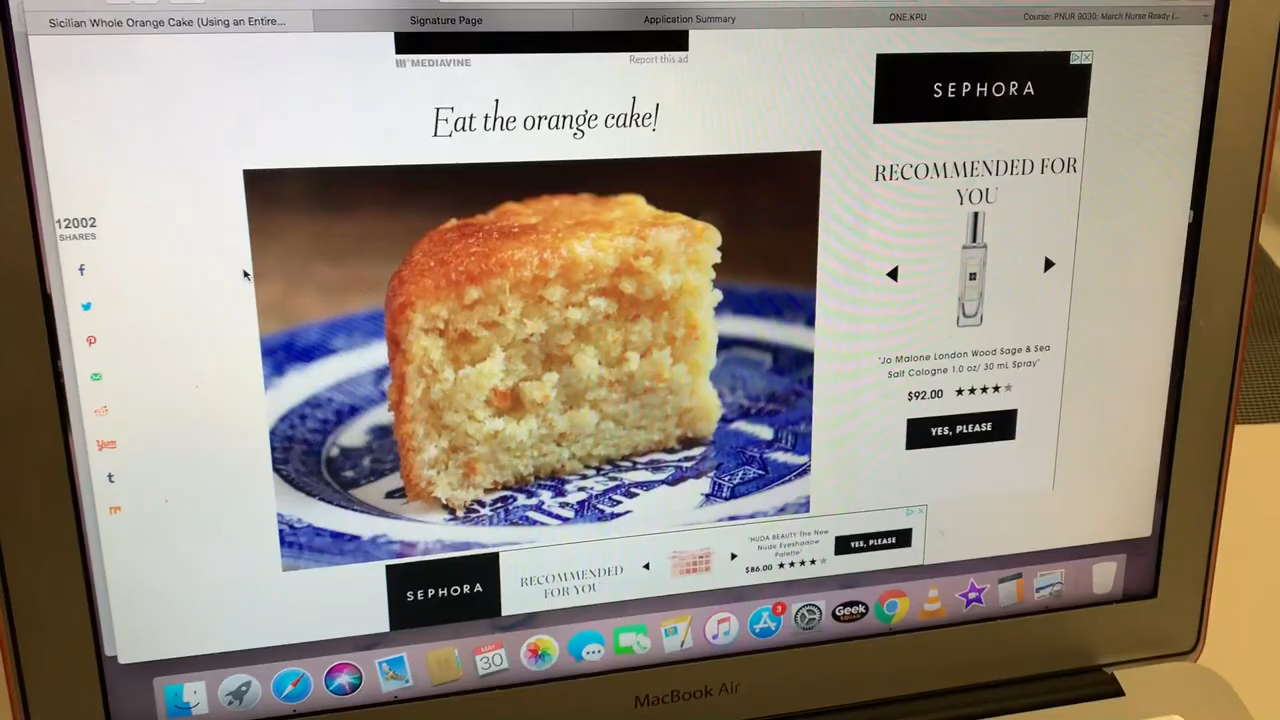 Sicilian Whole Orange Cake (Using an Entire...
Signature Page
Application Summary
ONE.KPU
Course: PNUR 9030: March Nurse Ready (...
MEDIAVINE
Report this ad
Eat the orange cake!
12002
SHARES
Yum
SEPHORA
RECOMMENDED FOR
YOU
"Jo Malone London Wood Sage & Sea
Salt Cologne 1.0 oz/ 30 mL Spray"
$92.00
YES, PLEASE
SEPHORA
RECOMMENDED
FOR YOU
"HUDA BEAUTY The New
Nude Eyeshadow
Palette"
$86.00
YES, PLEASE
MAY
30
3
Geek
SQUAD
MacBook Air